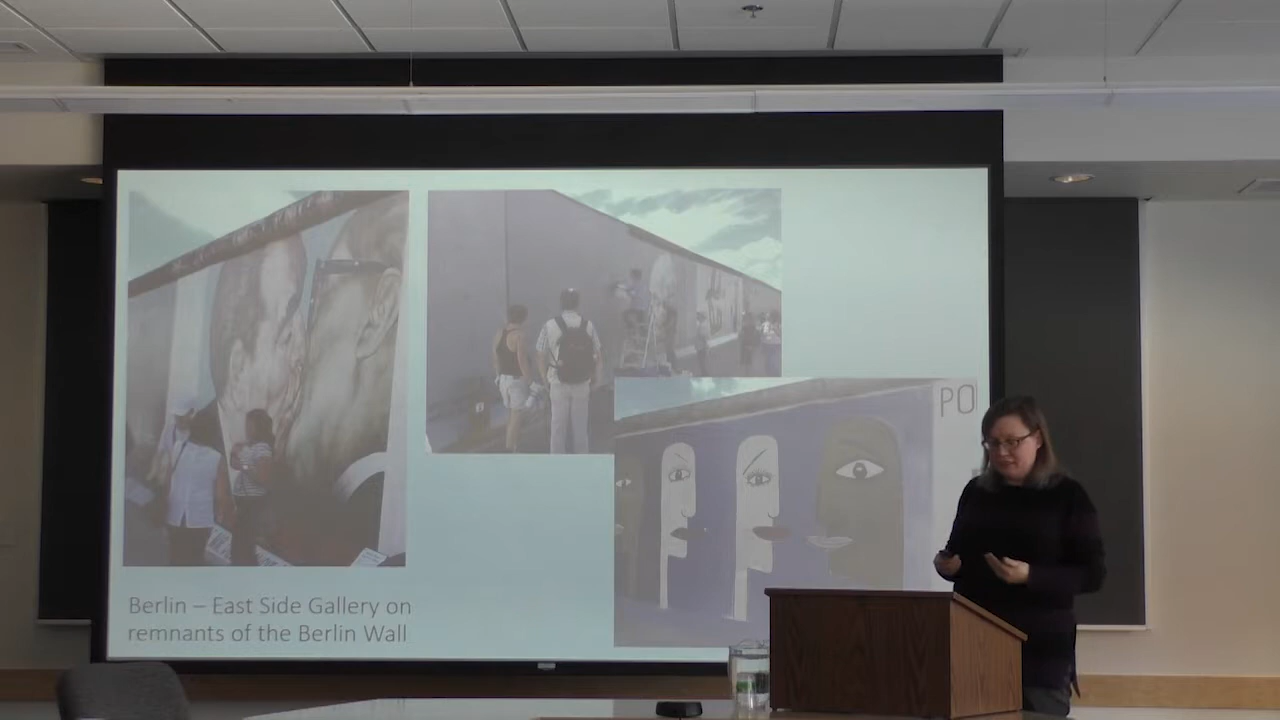 PO
Berlin – East Side Gallery on
remnants of the Berlin Wall